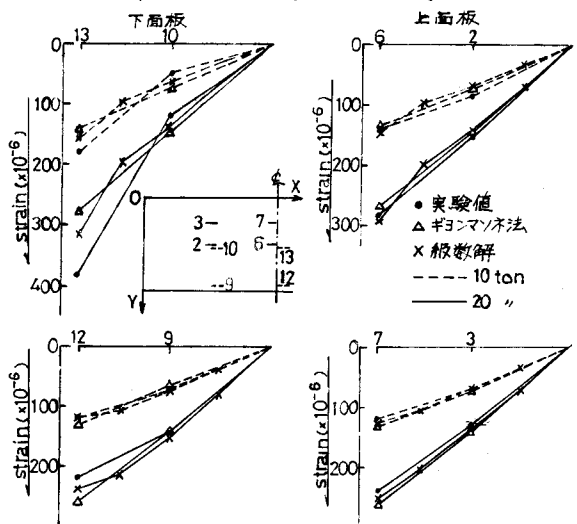 下面板
上面板
13 10
0
100
200
300
400
strain(×10⁻⁶)
6 2
0
100
200
300
strain(×10⁻⁶)
O X
℄
3 7
2 -10 6
13
-9 12
Y
● 実験値
△ ギヨンマソネ法
× 級数解
--- 10 ton
— 20 〃
12 9
0
100
200
strain(×10⁻⁶)
7 3
0
100
200
strain(×10⁻⁶)